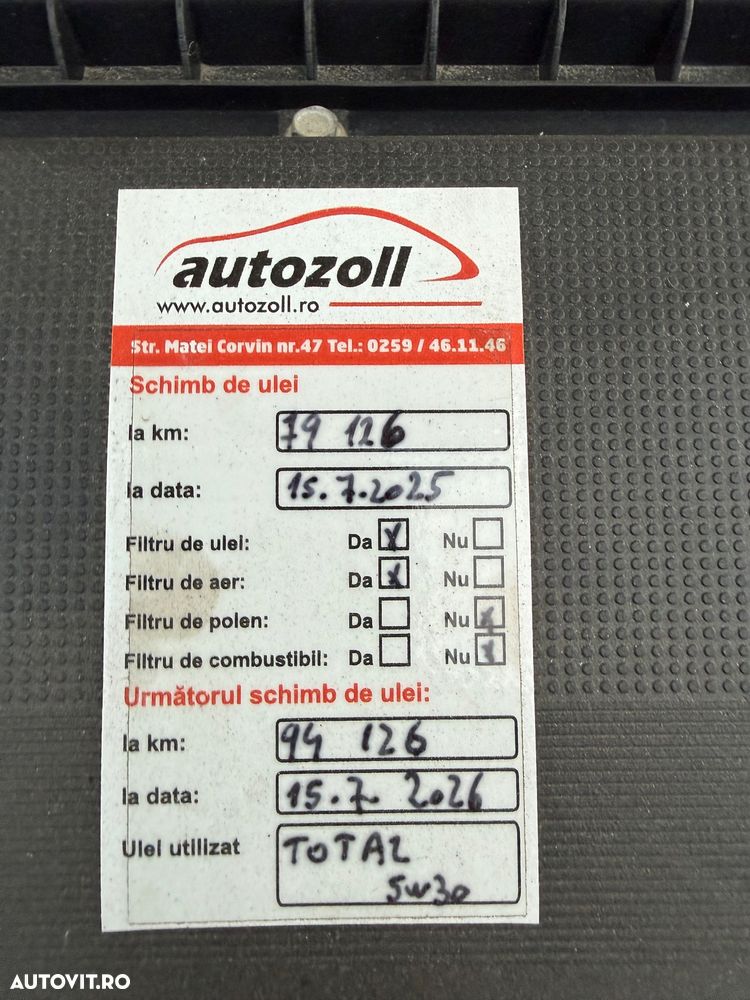 autozoll
www.autozoll.ro
Str. Matei Corvin nr.47 Tel.: 0259 / 46.11.46
Schimb de ulei
la km: 79 126
la data: 15.7.2025
Filtru de ulei: Da X Nu
Filtru de aer: Da X Nu
Filtru de polen: Da Nu X
Filtru de combustibil: Da Nu X
Următorul schimb de ulei:
la km: 94 126
la data: 15.7 2026
Ulei utilizat TOTAL
5w30
AUTOVIT.RO